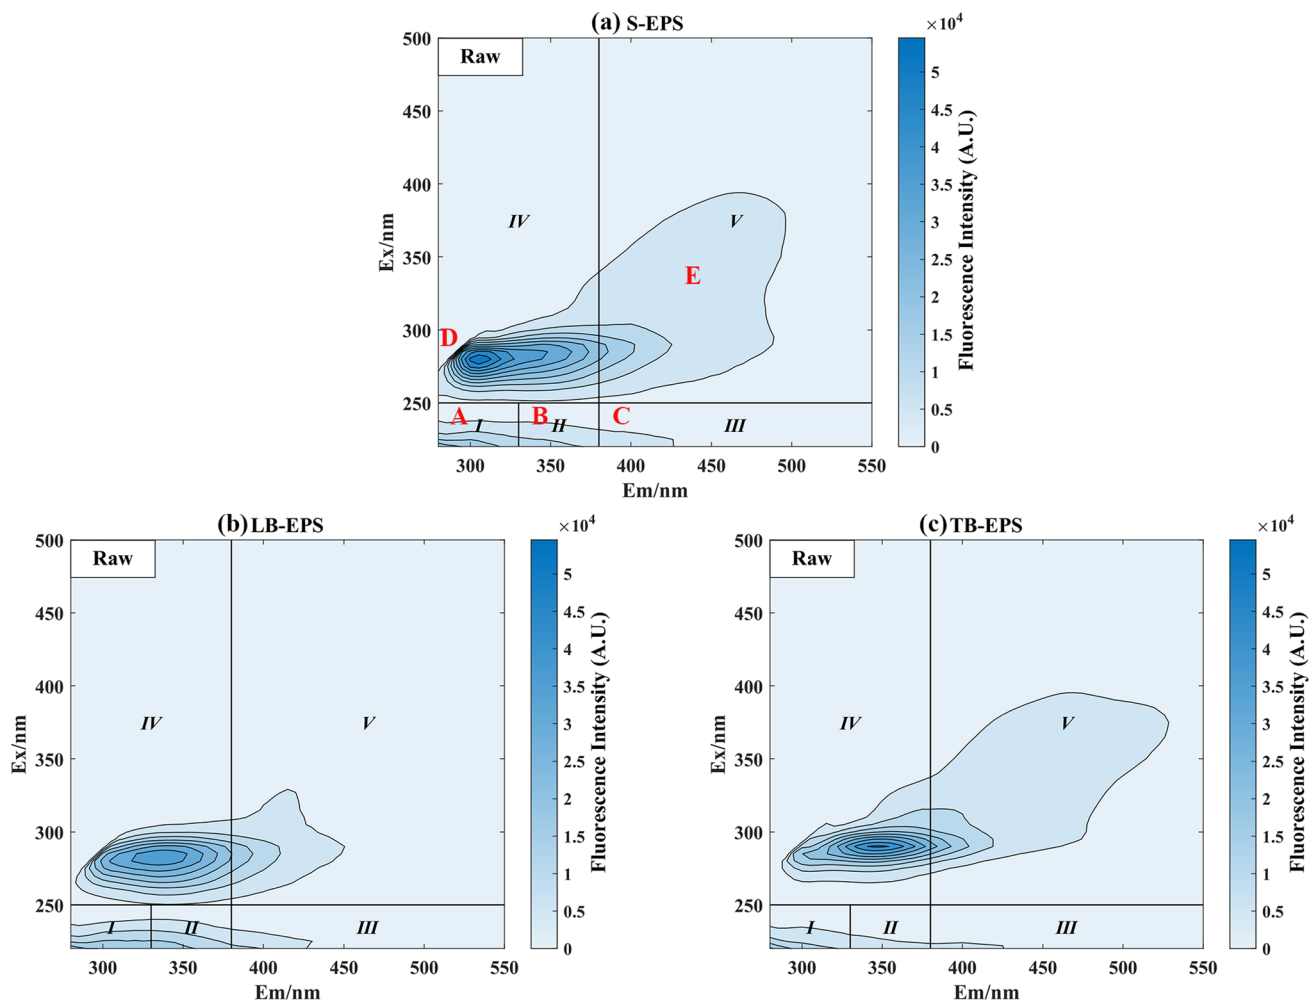 (a) S-EPS
×10⁴
Raw
500
450
400
350
300
250
Ex/nm
IV
V
E
D
A
I
B
II
C
III
300
350
400
450
500
550
Em/nm
5
4.5
4
3.5
3
2.5
2
1.5
1
0.5
0
Fluorescence Intensity (A.U.)
(b) LB-EPS
×10⁴
Raw
500
450
400
350
300
250
Ex/nm
IV
V
I
II
III
300
350
400
450
500
550
Em/nm
5
4.5
4
3.5
3
2.5
2
1.5
1
0.5
0
Fluorescence Intensity (A.U.)
(c) TB-EPS
×10⁴
Raw
500
450
400
350
300
250
Ex/nm
IV
V
I
II
III
300
350
400
450
500
550
Em/nm
5
4.5
4
3.5
3
2.5
2
1.5
1
0.5
0
Fluorescence Intensity (A.U.)